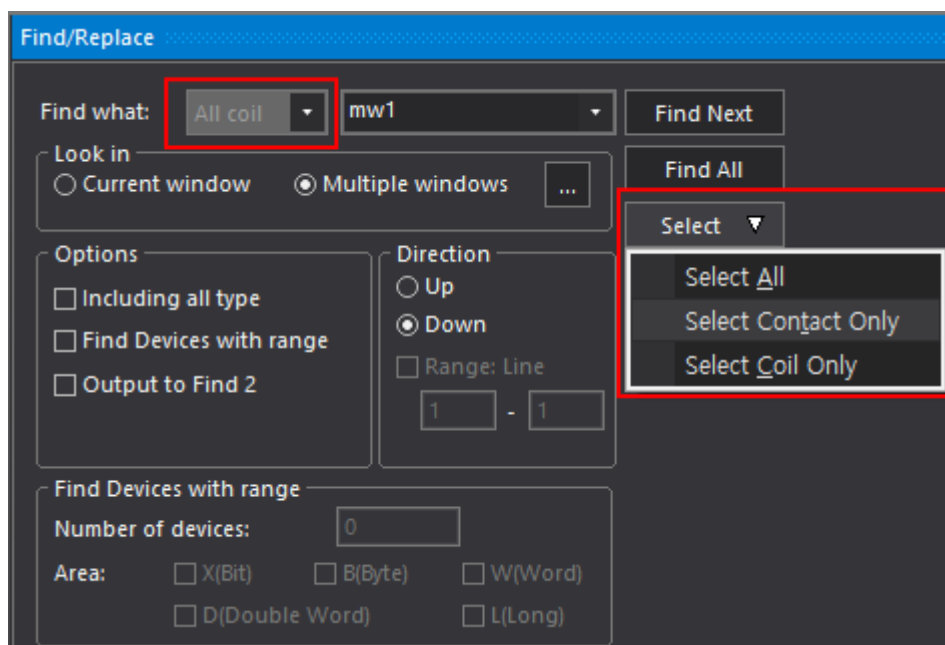 Find/Replace
Find what: All coil mw1 Find Next
Look in
Current window Multiple windows ... Find All
Select
Options Direction
Select All
Including all type Up
Select Contact Only
Find Devices with range Down
Select Coil Only
Output to Find 2 Range: Line
1 - 1
Find Devices with range
Number of devices: 0
Area: X(Bit) B(Byte) W(Word)
D(Double Word) L(Long)